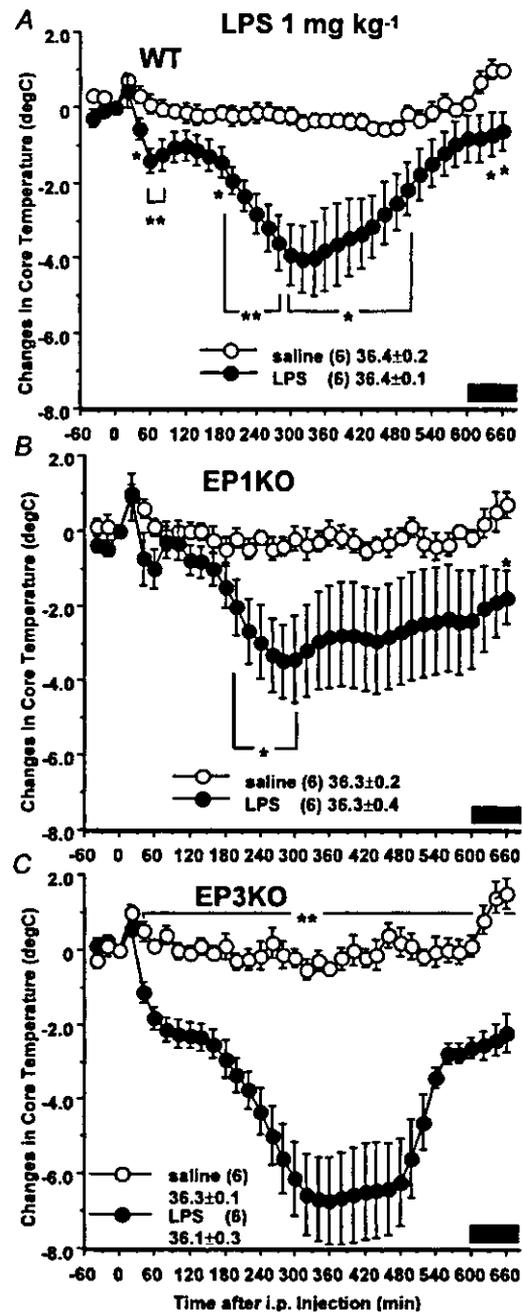 A
LPS 1 mg kg-1
WT
2.0
0
-2.0
-4.0
-6.0
-8.0
Changes in Core Temperature (degC)
*
**
*
**
*
* *
saline (6) 36.4±0.2
LPS (6) 36.4±0.1
-60 0 60 120 180 240 300 360 420 480 540 600 660
B
EP1KO
2.0
0
-2.0
-4.0
-6.0
-8.0
Changes in Core Temperature (degC)
*
*
saline (6) 36.3±0.2
LPS (6) 36.3±0.4
-60 0 60 120 180 240 300 360 420 480 540 600 660
C
EP3KO
2.0
0
-2.0
-4.0
-6.0
-8.0
Changes in Core Temperature (degC)
**
saline (6)
36.3±0.1
LPS (6)
36.1±0.3
-60 0 60 120 180 240 300 360 420 480 540 600 660
Time after i.p. Injection (min)